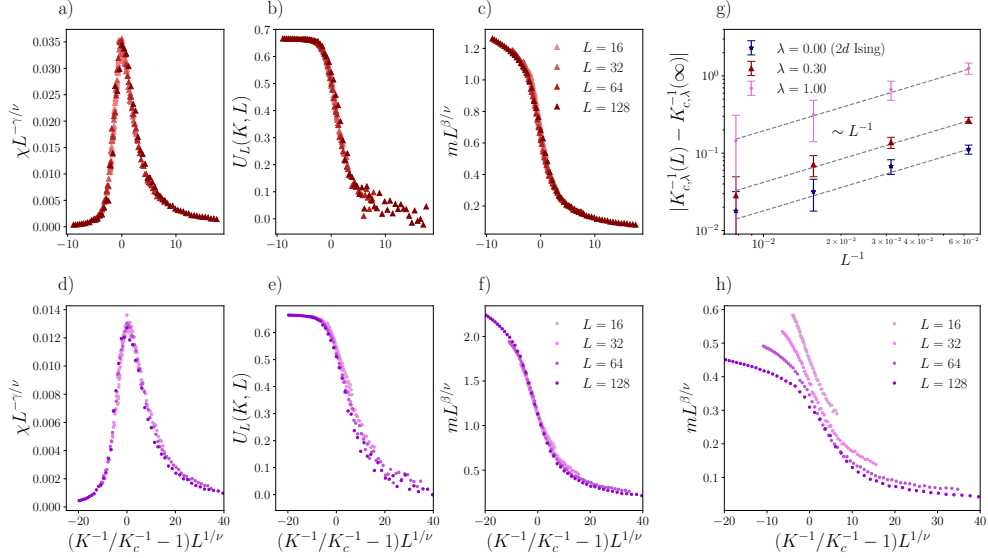 a)
b)
c)
g)
0.035
0.030
0.025
0.020
0.015
0.010
0.005
0.000
χL^{−γ/ν}
−10
0
10
0.7
0.6
0.5
0.4
0.3
0.2
0.1
0.0
U_L(K, L)
−10
0
10
1.2
1.0
0.8
0.6
0.4
0.2
mL^{β/ν}
L = 16
L = 32
L = 64
L = 128
−10
0
10
10^0
10^{−1}
10^{−2}
|K^{−1}_{c,λ}(L) − K^{−1}_{c,λ}(∞)|
λ = 0.00 (2d Ising)
λ = 0.30
λ = 1.00
∼ L^{−1}
10^{−2}
2×10^{−2}
3×10^{−2}
4×10^{−2}
6×10^{−2}
L^{−1}
d)
e)
f)
h)
0.014
0.012
0.010
0.008
0.006
0.004
0.002
0.000
χL^{−γ/ν}
−20
0
20
40
(K^{−1}/K_c^{−1} − 1)L^{1/ν}
0.6
0.4
0.2
0.0
U_L(K, L)
−20
−10
0
10
20
30
40
(K^{−1}/K_c^{−1} − 1)L^{1/ν}
2.0
1.5
1.0
0.5
mL^{β/ν}
L = 16
L = 32
L = 64
L = 128
−20
0
20
40
(K^{−1}/K_c^{−1} − 1)L^{1/ν}
0.6
0.5
0.4
0.3
0.2
0.1
mL^{β/ν}
L = 16
L = 32
L = 64
L = 128
−20
−10
0
10
20
30
40
(K^{−1}/K_c^{−1} − 1)L^{1/ν}